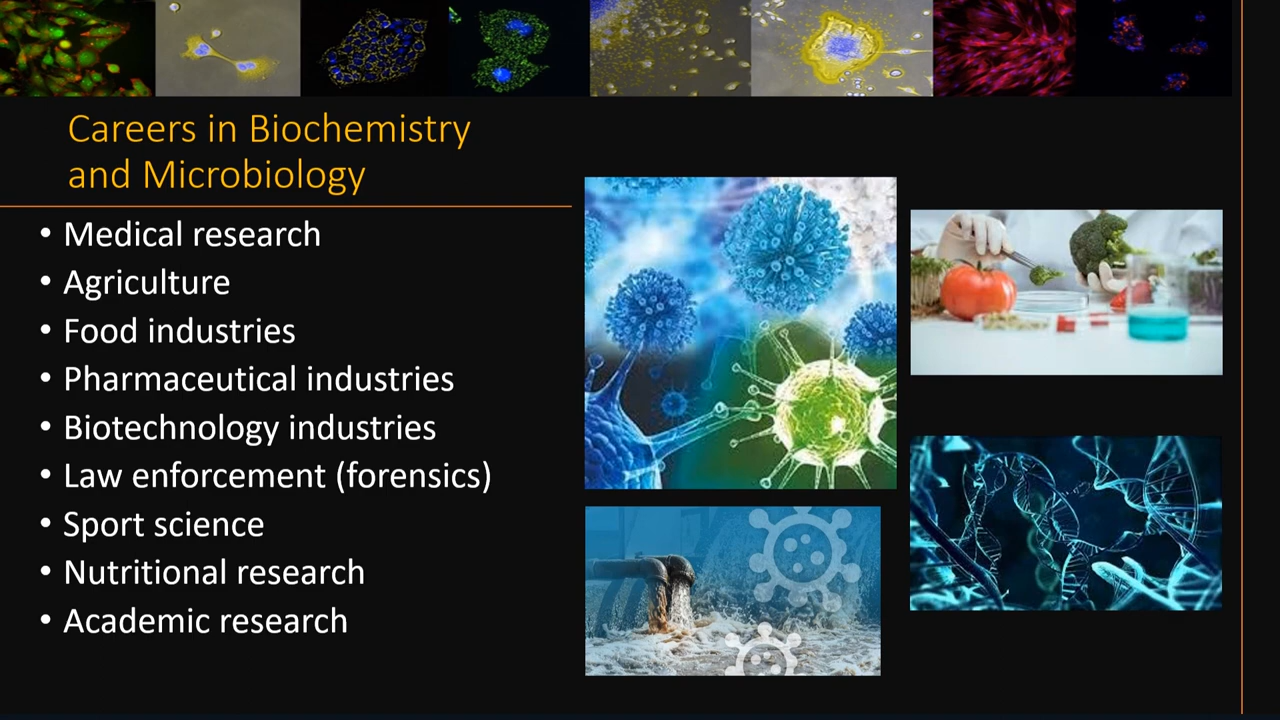 Careers in Biochemistry
and Microbiology
• Medical research
• Agriculture
• Food industries
• Pharmaceutical industries
• Biotechnology industries
• Law enforcement (forensics)
• Sport science
• Nutritional research
• Academic research